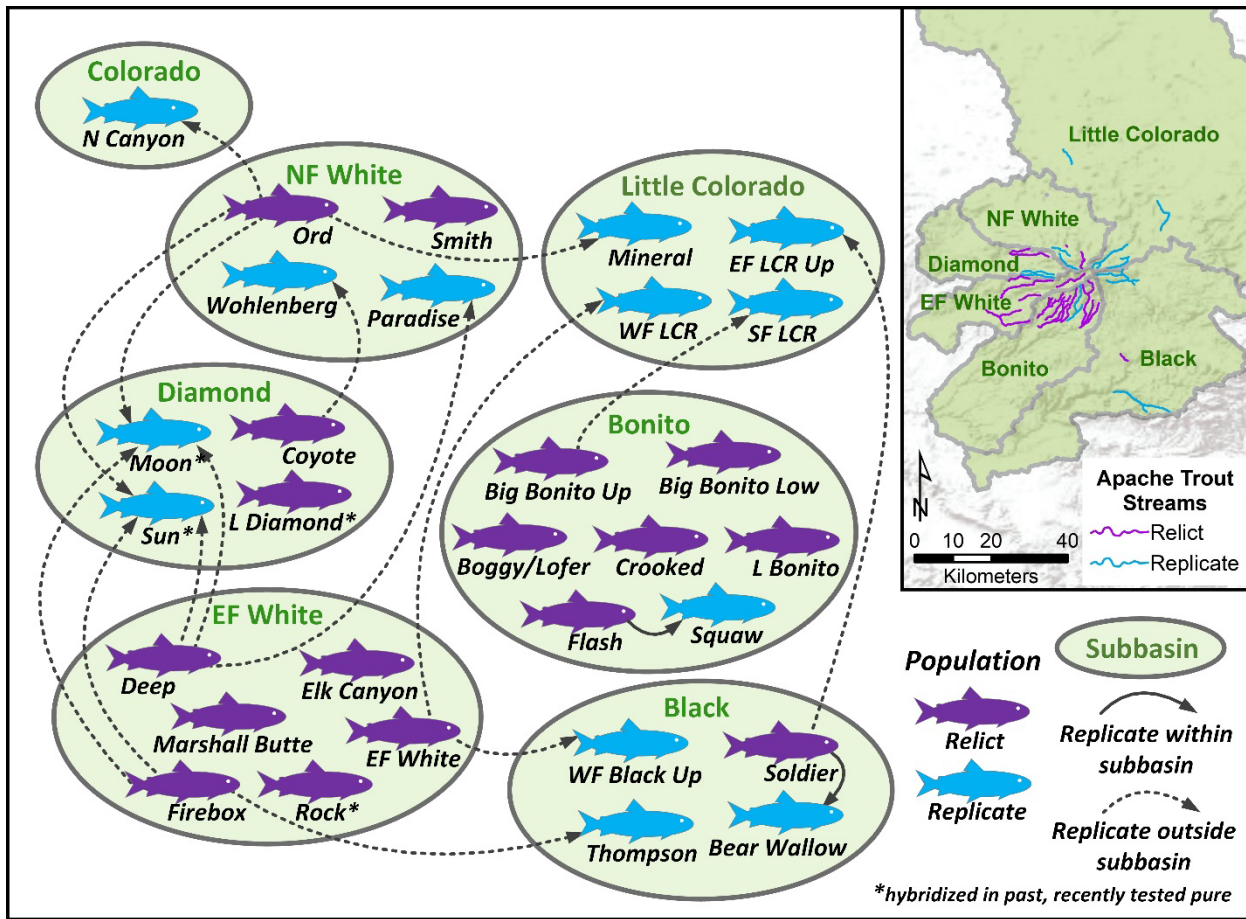 Colorado
N Canyon
NF White
Ord
Smith
Wohlenberg
Paradise
Little Colorado
Mineral
EF LCR Up
WF LCR
SF LCR
Diamond
Moon*
Coyote
Sun*
L Diamond*
Bonito
Big Bonito Up
Big Bonito Low
Boggy/Lofer
Crooked
L Bonito
Flash
Squaw
EF White
Deep
Elk Canyon
Marshall Butte
EF White
Firebox
Rock*
Black
WF Black Up
Soldier
Thompson
Bear Wallow
Little Colorado
NF White
Diamond
EF White
Bonito
Black
N
0 10 20 40
Kilometers
Apache Trout
Streams
Relict
Replicate
Population
Relict
Replicate
Subbasin
Replicate within
subbasin
Replicate outside
subbasin
*hybridized in past, recently tested pure